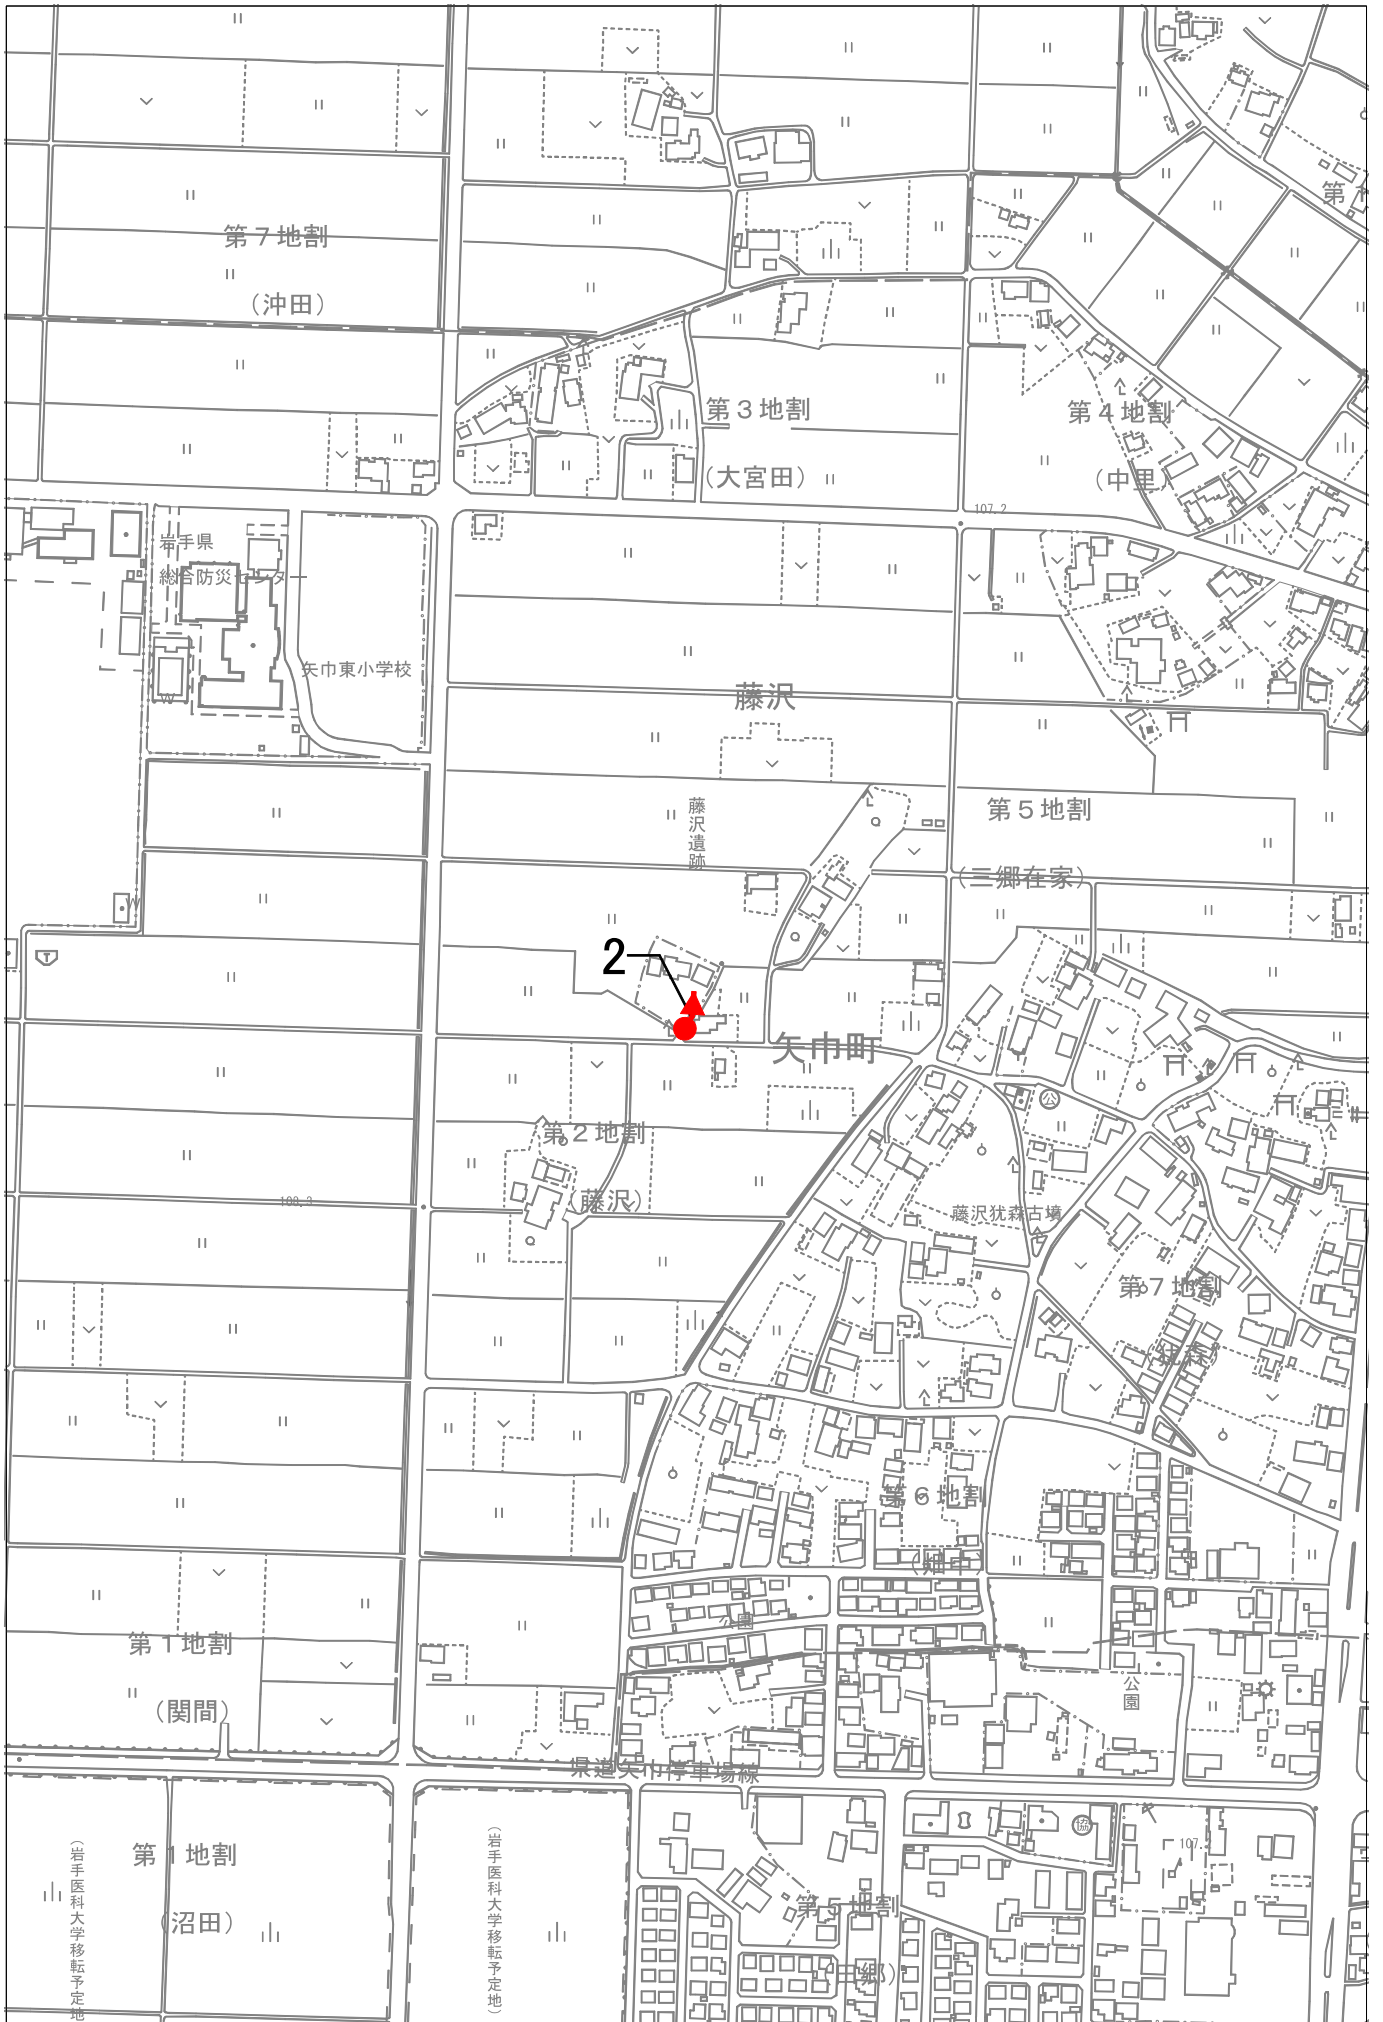 第７地割
（沖田）
第３地割
（大宮田）
第４地割
（中里）
107.2
岩手県
総合防災センター
矢巾東小学校
藤沢
藤沢遺跡
第５地割
（三郷在家）
2
矢巾町
公
第２地割
（藤沢）
藤沢狄森古墳
第７地割
（狄森）
第６地割
（畑中）
公園
公園
第１地割
（関間）
県道矢巾停車場線
第１地割
（沼田）
（岩手医科大学移転予定地
（岩手医科大学移転予定地）
協
第５地割